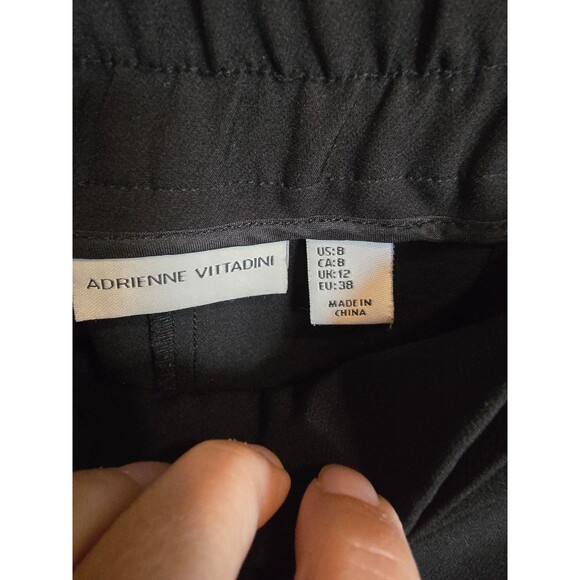 ADRIENNE VITTADINI
US:8
CA:8
UK:12
EU:38
MADE IN
CHINA